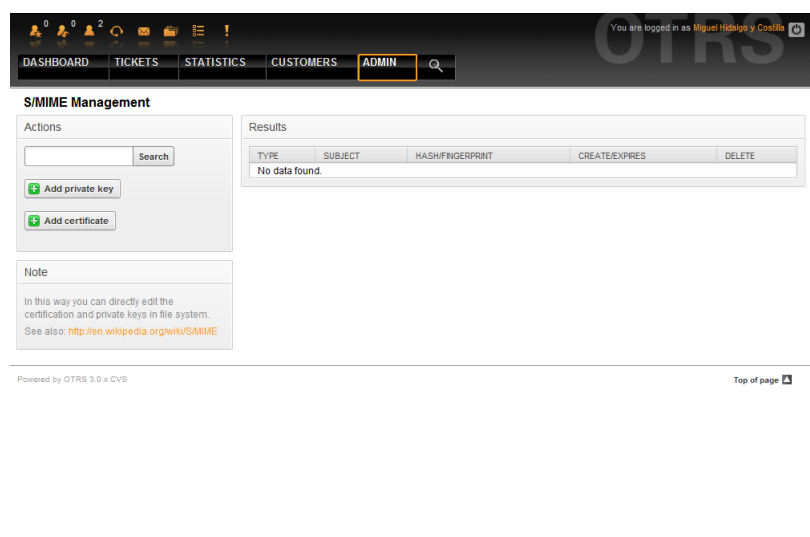 0 0 2
You are logged in as Miguel Hidalgo y Costilla
OTRS
DASHBOARD TICKETS STATISTICS CUSTOMERS ADMIN
S/MIME Management
Actions
Search
Add private key
Add certificate
Results
TYPE SUBJECT HASH/FINGERPRINT CREATE/EXPIRES DELETE
No data found.
Note
In this way you can directly edit the
certification and private keys in file system.
See also: http://en.wikipedia.org/wiki/S/MIME
Powered by OTRS 3.0.x CVS
Top of page